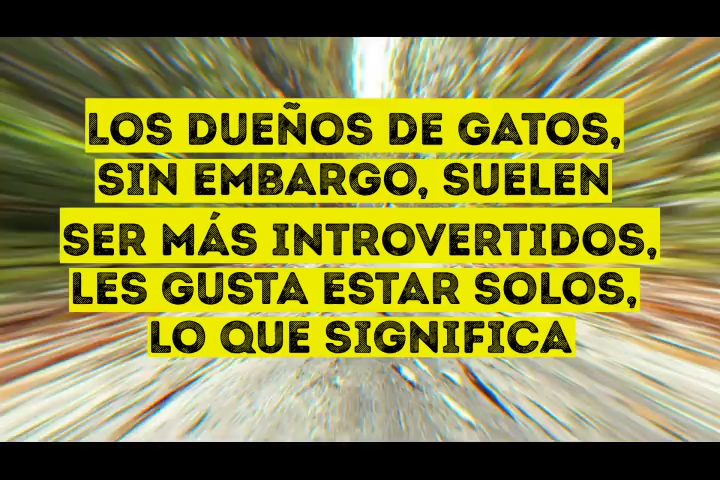 LOS DUEÑOS DE GATOS,
SIN EMBARGO, SUELEN
SER MÁS INTROVERTIDOS,
LES GUSTA ESTAR SOLOS,
LO QUE SIGNIFICA